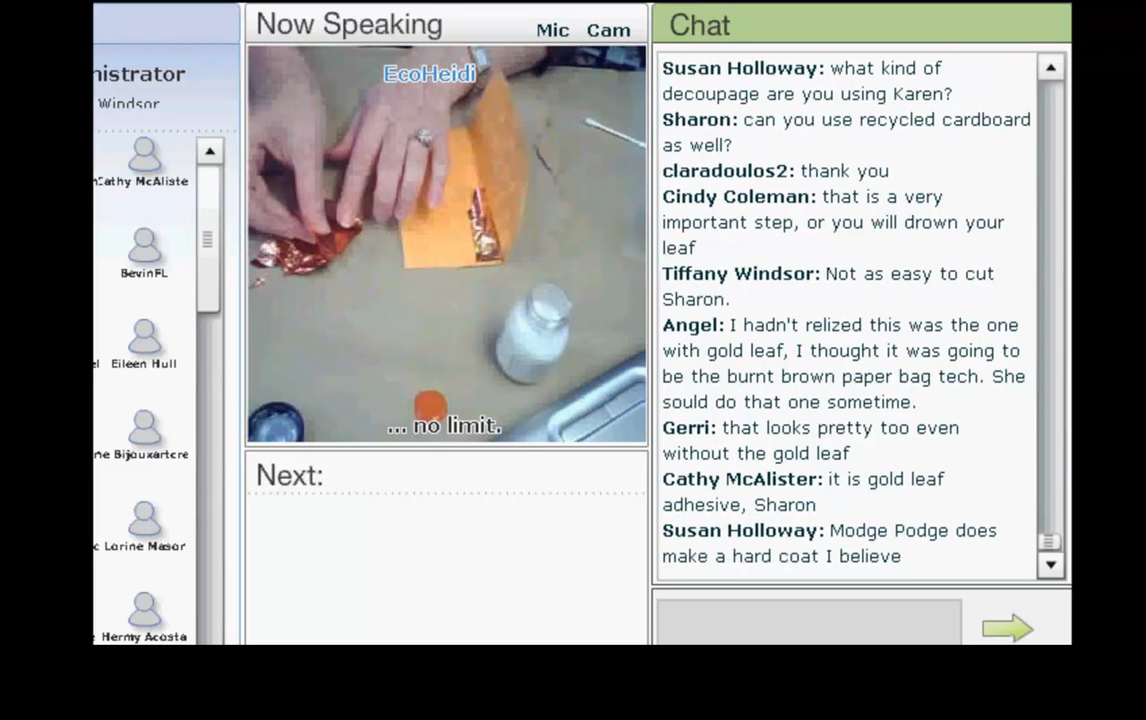 nistrator
Windsor
Cathy McAliste
BevinFL
Eileen Hull
Lorine Masor
Hermy Acosta
Now Speaking
Mic Cam
EcoHeidi
... no limit.
Next:
Chat
Susan Holloway: what kind of
decoupage are you using Karen?
Sharon: can you use recycled cardboard
as well?
claradoulos2: thank you
Cindy Coleman: that is a very
important step, or you will drown your
leaf
Tiffany Windsor: Not as easy to cut
Sharon.
Angel: I hadn't relized this was the one
with gold leaf, I thought it was going to
be the burnt brown paper bag tech. She
sould do that one sometime.
Gerri: that looks pretty too even
without the gold leaf
Cathy McAlister: it is gold leaf
adhesive, Sharon
Susan Holloway: Modge Podge does
make a hard coat I believe